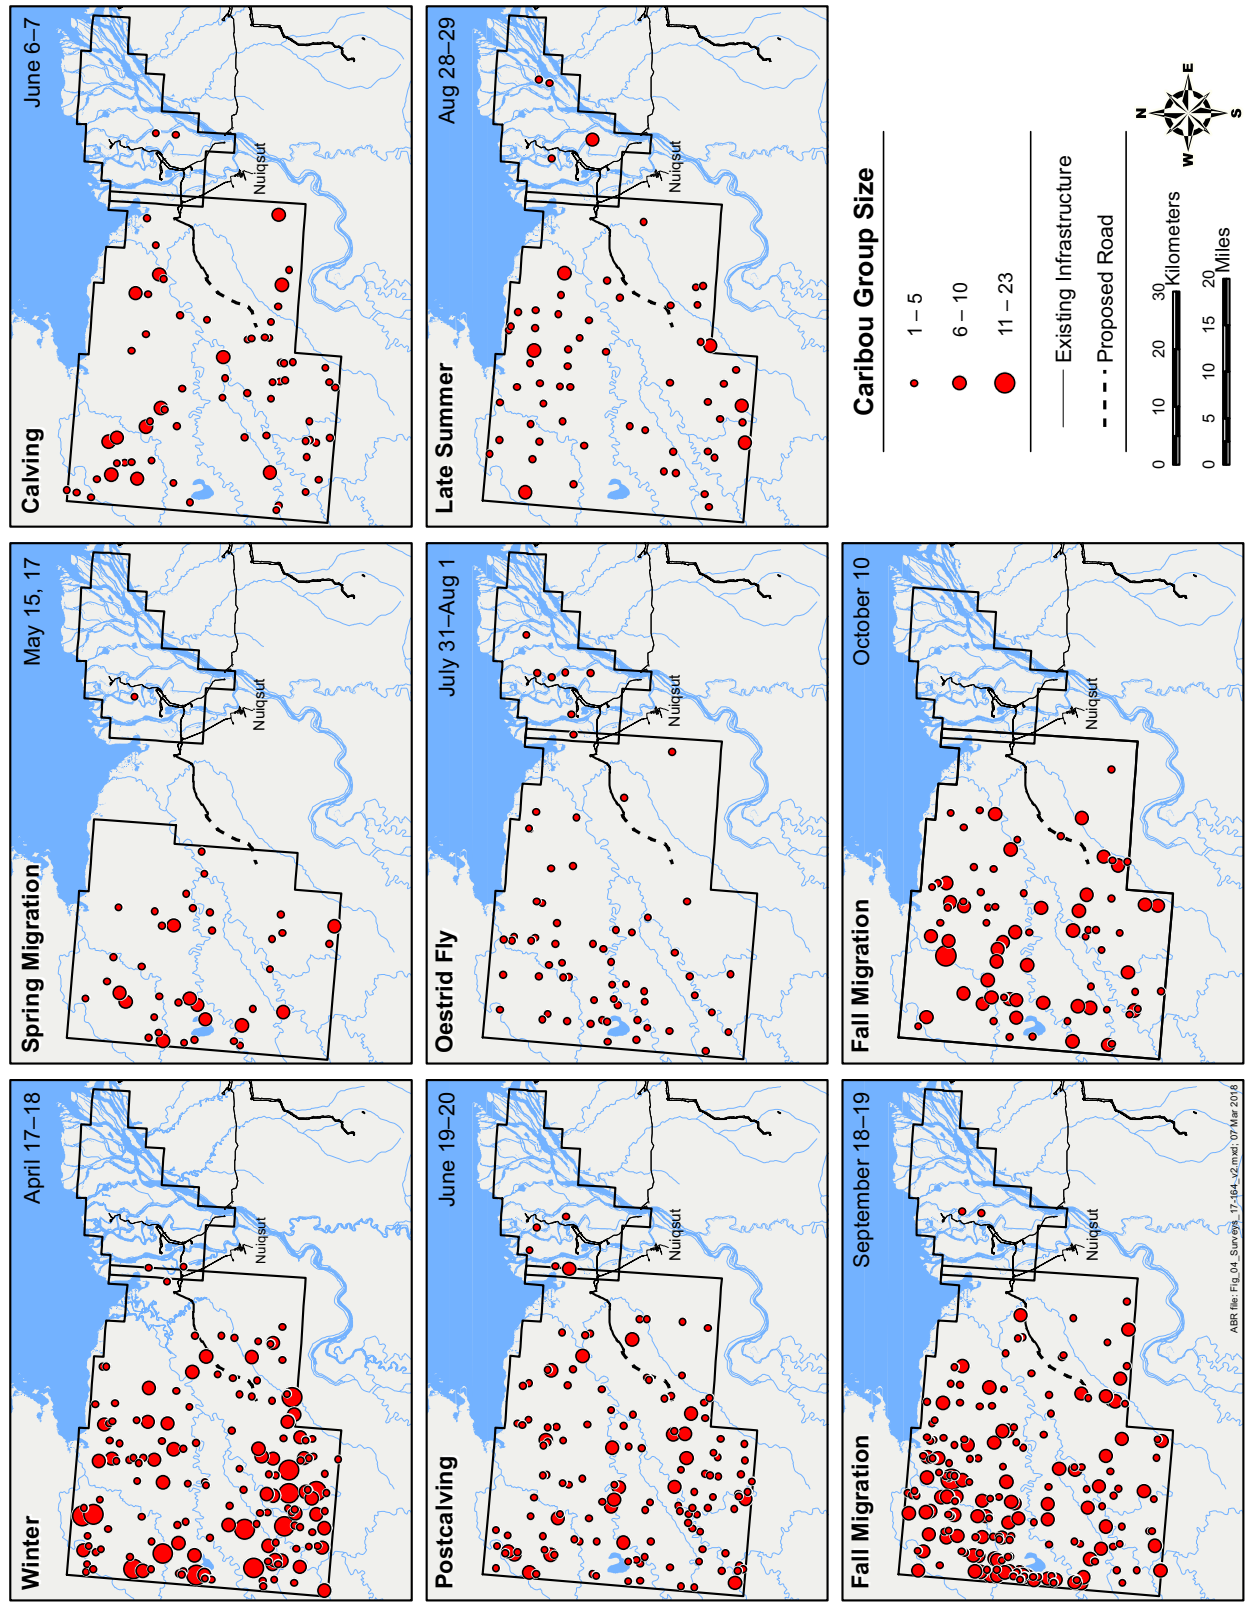 Winter
April 17–18
Spring Migration
May 15, 17
Calving
June 6–7
Nuiqsut
Nuiqsut
Nuiqsut
Postcalving
June 19–20
Oestrid Fly
July 31–Aug 1
Late Summer
Aug 28–29
Nuiqsut
Nuiqsut
Nuiqsut
Fall Migration
September 18–19
Fall Migration
October 10
Nuiqsut
Nuiqsut
ABR file: Fig_04_Surveys_17-164_v2.mxd; 07 Mar 2018
Caribou Group Size
1 – 5
6 – 10
11 – 23
Existing Infrastructure
Proposed Road
0 10 20 30
Kilometers
0 5 10 15 20
Miles
N
W E
S